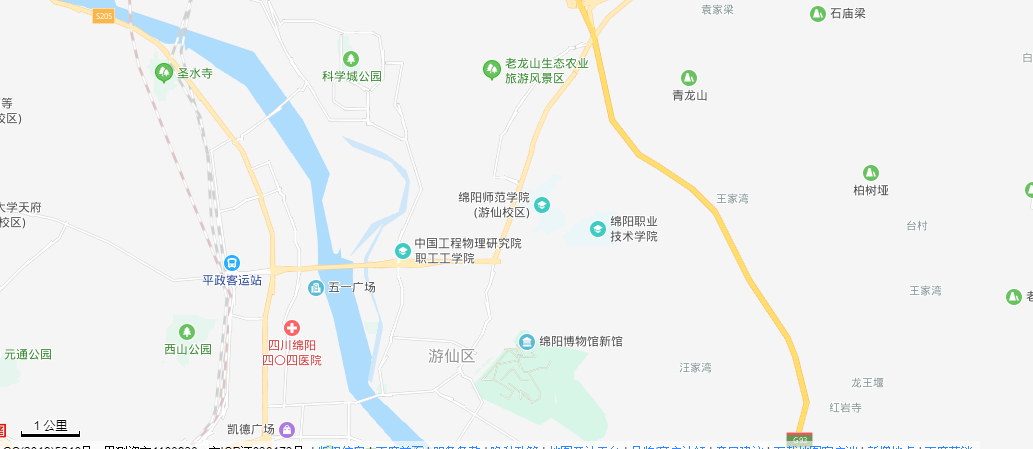 S205
袁家梁
石庙梁
圣水寺
科学城公园
老龙山生态农业
旅游风景区
青龙山
白
等
校区)
绵阳师范学院
(游仙校区)
柏树垭
王家湾
大学天府
校区)
绵阳职业
技术学院
台村
中国工程物理研究院
职工工学院
平政客运站
五一广场
王家湾
老
四川绵阳
四〇四医院
西山公园
元通公园
绵阳博物馆新馆
游仙区
汪家湾
龙王堰
红岩寺
凯德广场
1 公里
G93